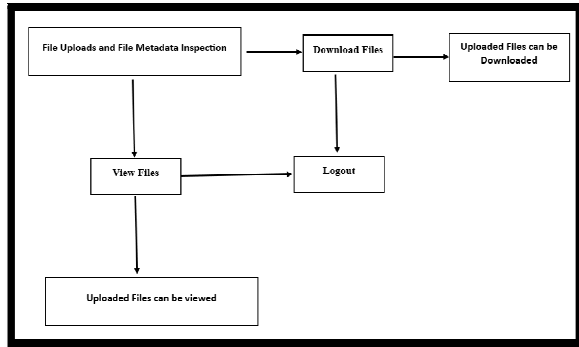 File Uploads and File Metadata Inspection
Download Files
Uploaded Files can be
Downloaded
View Files
Logout
Uploaded Files can be viewed